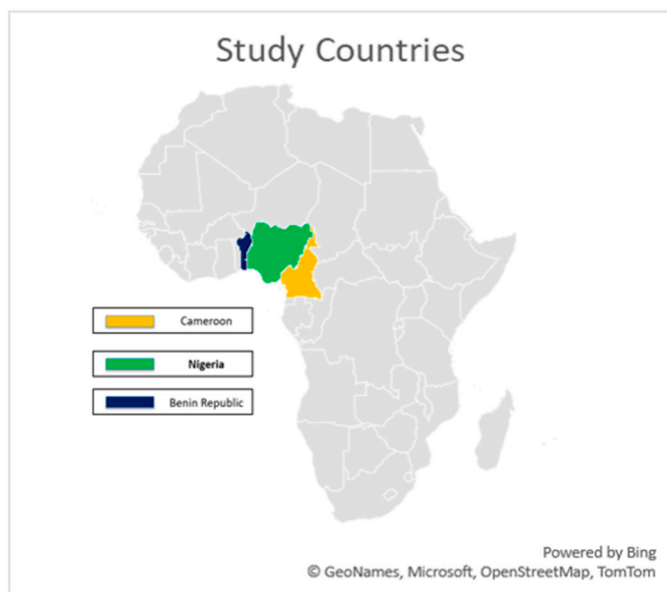 Study Countries
Cameroon
Nigeria
Benin Republic
Powered by Bing
© GeoNames, Microsoft, OpenStreetMap, TomTom